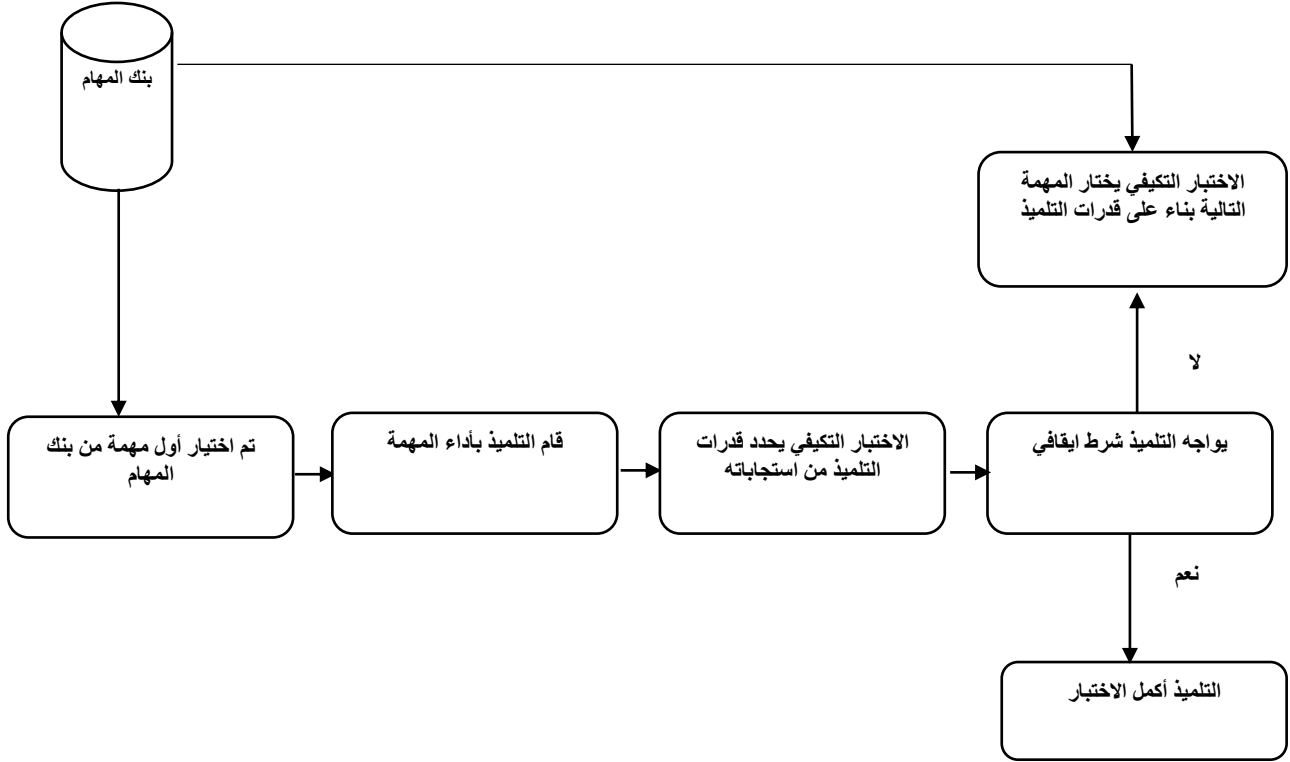 بنك المهام
الاختبار التكيفي يختار المهمة
التالية بناء على قدرات التلميذ
لا
تم اختيار أول مهمة من بنك
المهام
قام التلميذ بأداء المهمة
الاختبار التكيفي يحدد قدرات
التلميذ من استجاباته
يواجه التلميذ شرط ايقافي
نعم
التلميذ أكمل الاختبار